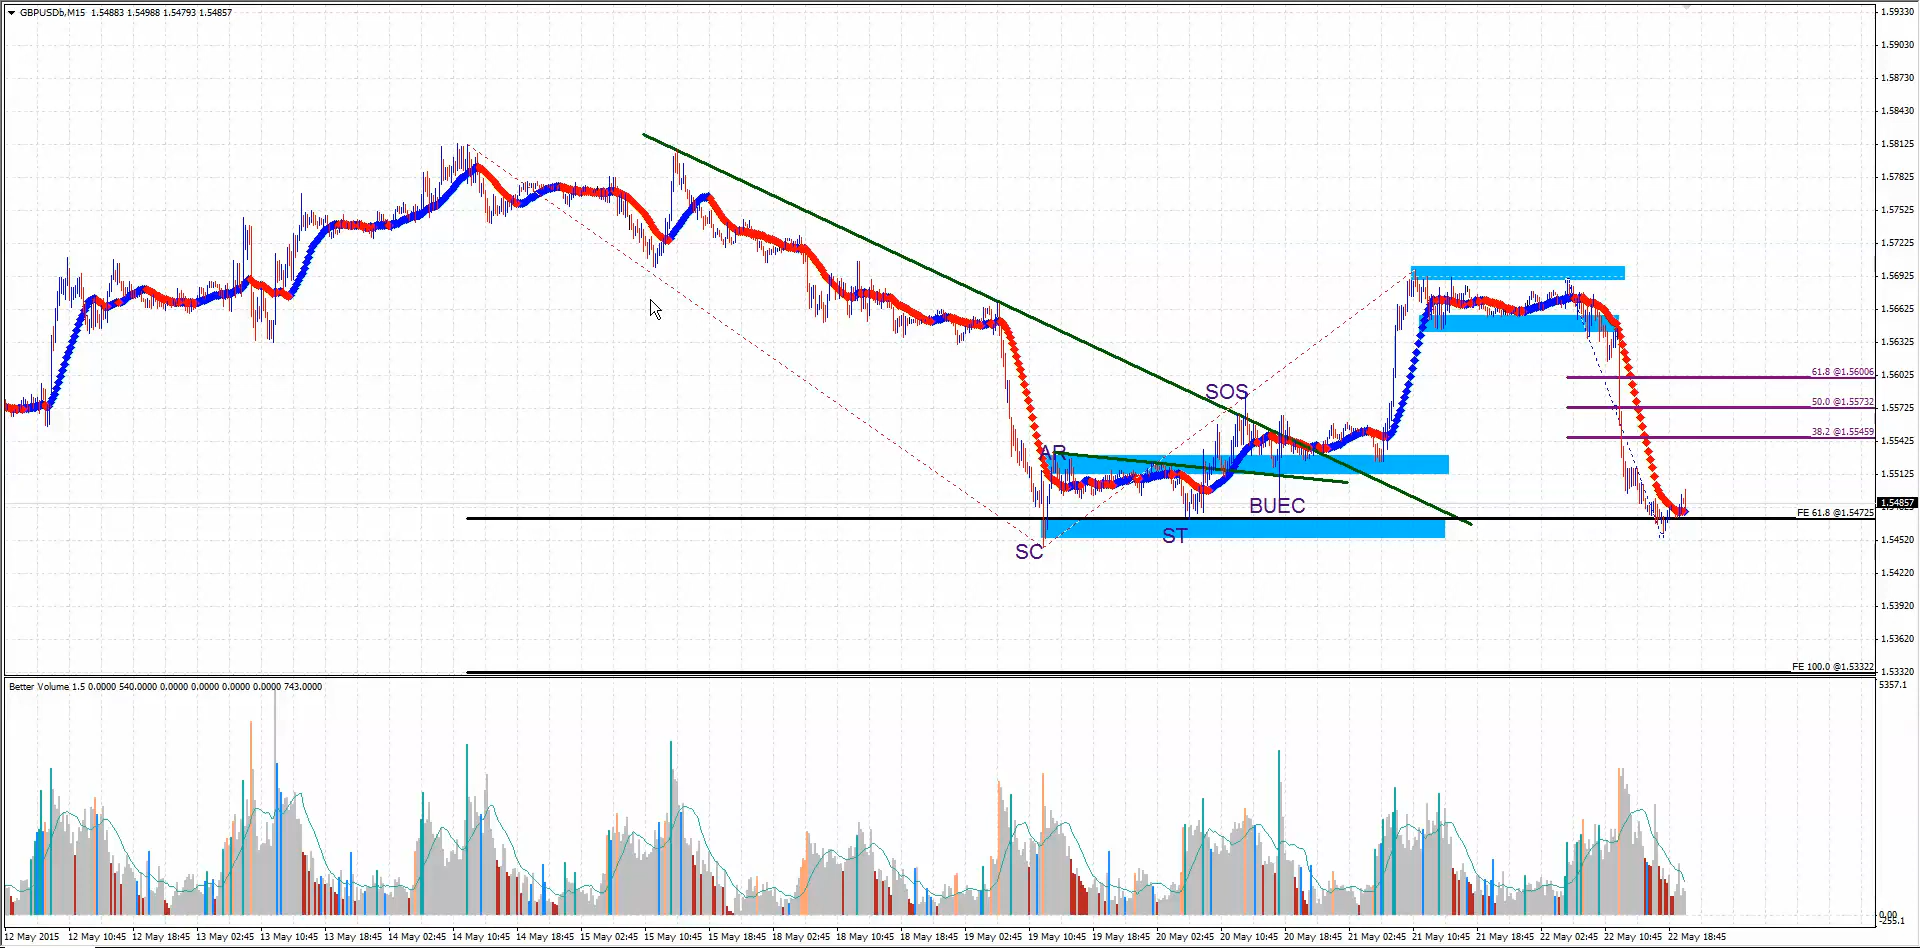 GBPUSDb,M15 1.54883 1.54988 1.54793 1.54857
1.59330
1.59030
1.58730
1.58430
1.58125
1.57825
1.57525
1.57225
1.56925
1.56625
1.56325
61.8 @1.56006
1.56025
SOS
50.0 @1.55732
1.55725
38.2 @1.55459
1.55425
AR
1.55125
1.54857
BUEC
FE 61.8 @1.54725
ST
1.54520
SC
1.54220
1.53920
1.53620
FE 100.0 @1.53322
1.53320
Better Volume 1.5 0.0000 540.0000 0.0000 0.0000 0.0000 0.0000 743.0000
5357.1
0.00
-255.1
12 May 2015 12 May 10:45 12 May 18:45 13 May 02:45 13 May 10:45 13 May 18:45 14 May 02:45 14 May 10:45 14 May 18:45 15 May 02:45 15 May 10:45 15 May 18:45 18 May 02:45 18 May 10:45 18 May 18:45 19 May 02:45 19 May 10:45 19 May 18:45 20 May 02:45 20 May 10:45 20 May 18:45 21 May 02:45 21 May 10:45 21 May 18:45 22 May 02:45 22 May 10:45 22 May 18:45